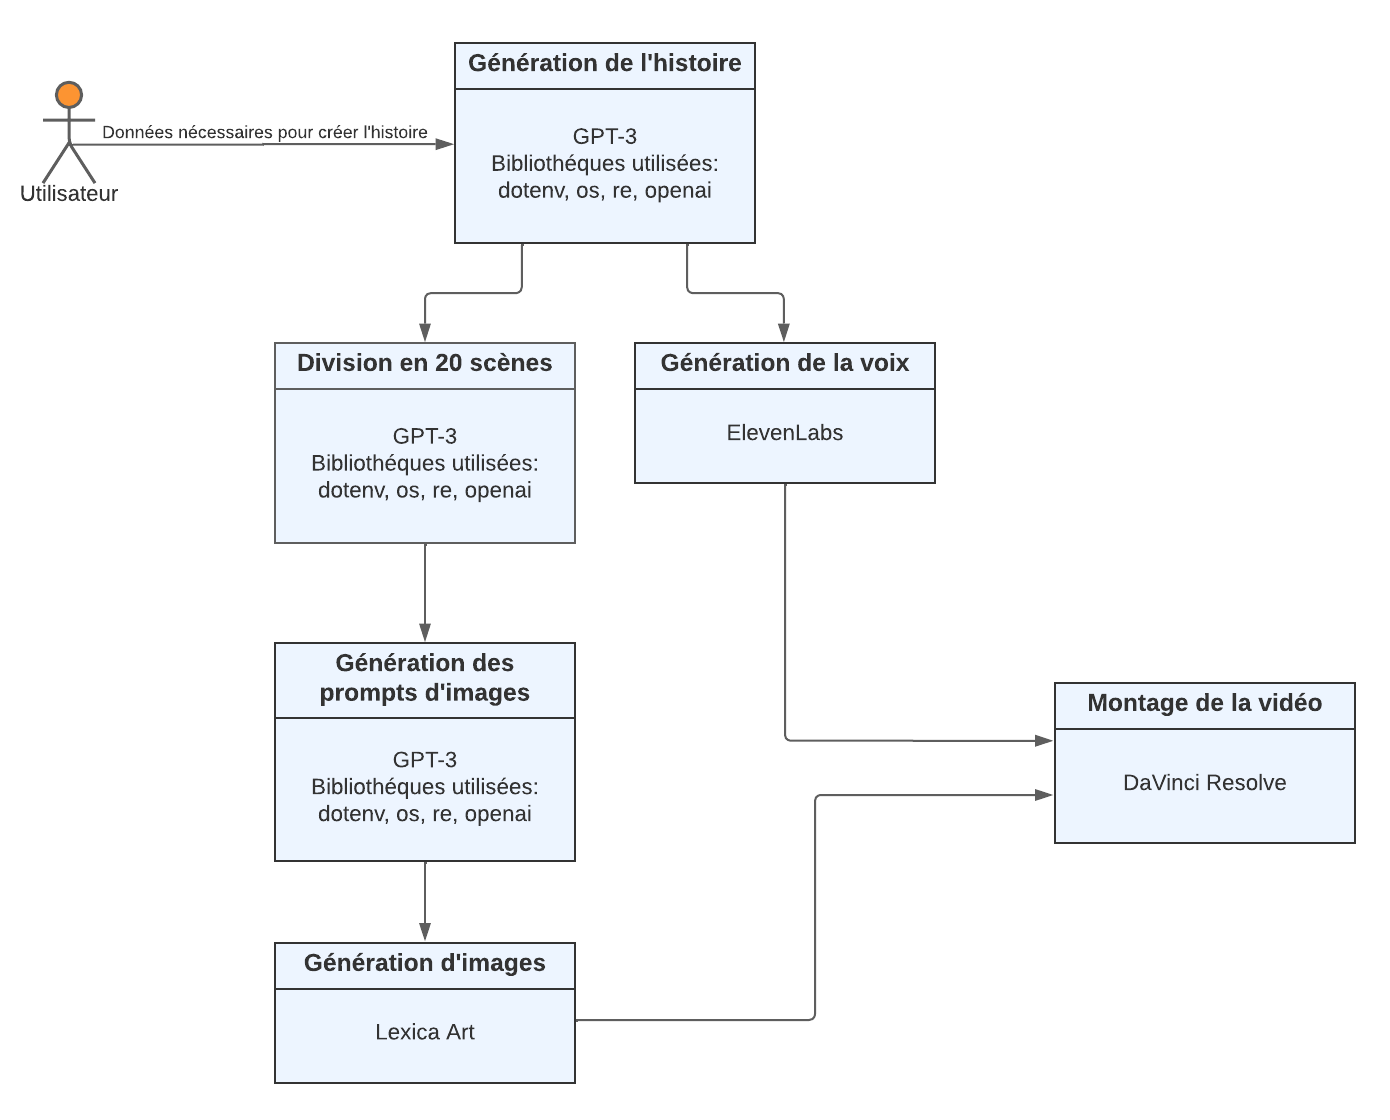 Génération de l'histoire
GPT-3
Bibliothéques utilisées:
dotenv, os, re, openai
Données nécessaires pour créer l'histoire
Utilisateur
Division en 20 scènes
GPT-3
Bibliothéques utilisées:
dotenv, os, re, openai
Génération de la voix
ElevenLabs
Génération des
prompts d'images
GPT-3
Bibliothéques utilisées:
dotenv, os, re, openai
Montage de la vidéo
DaVinci Resolve
Génération d'images
Lexica Art